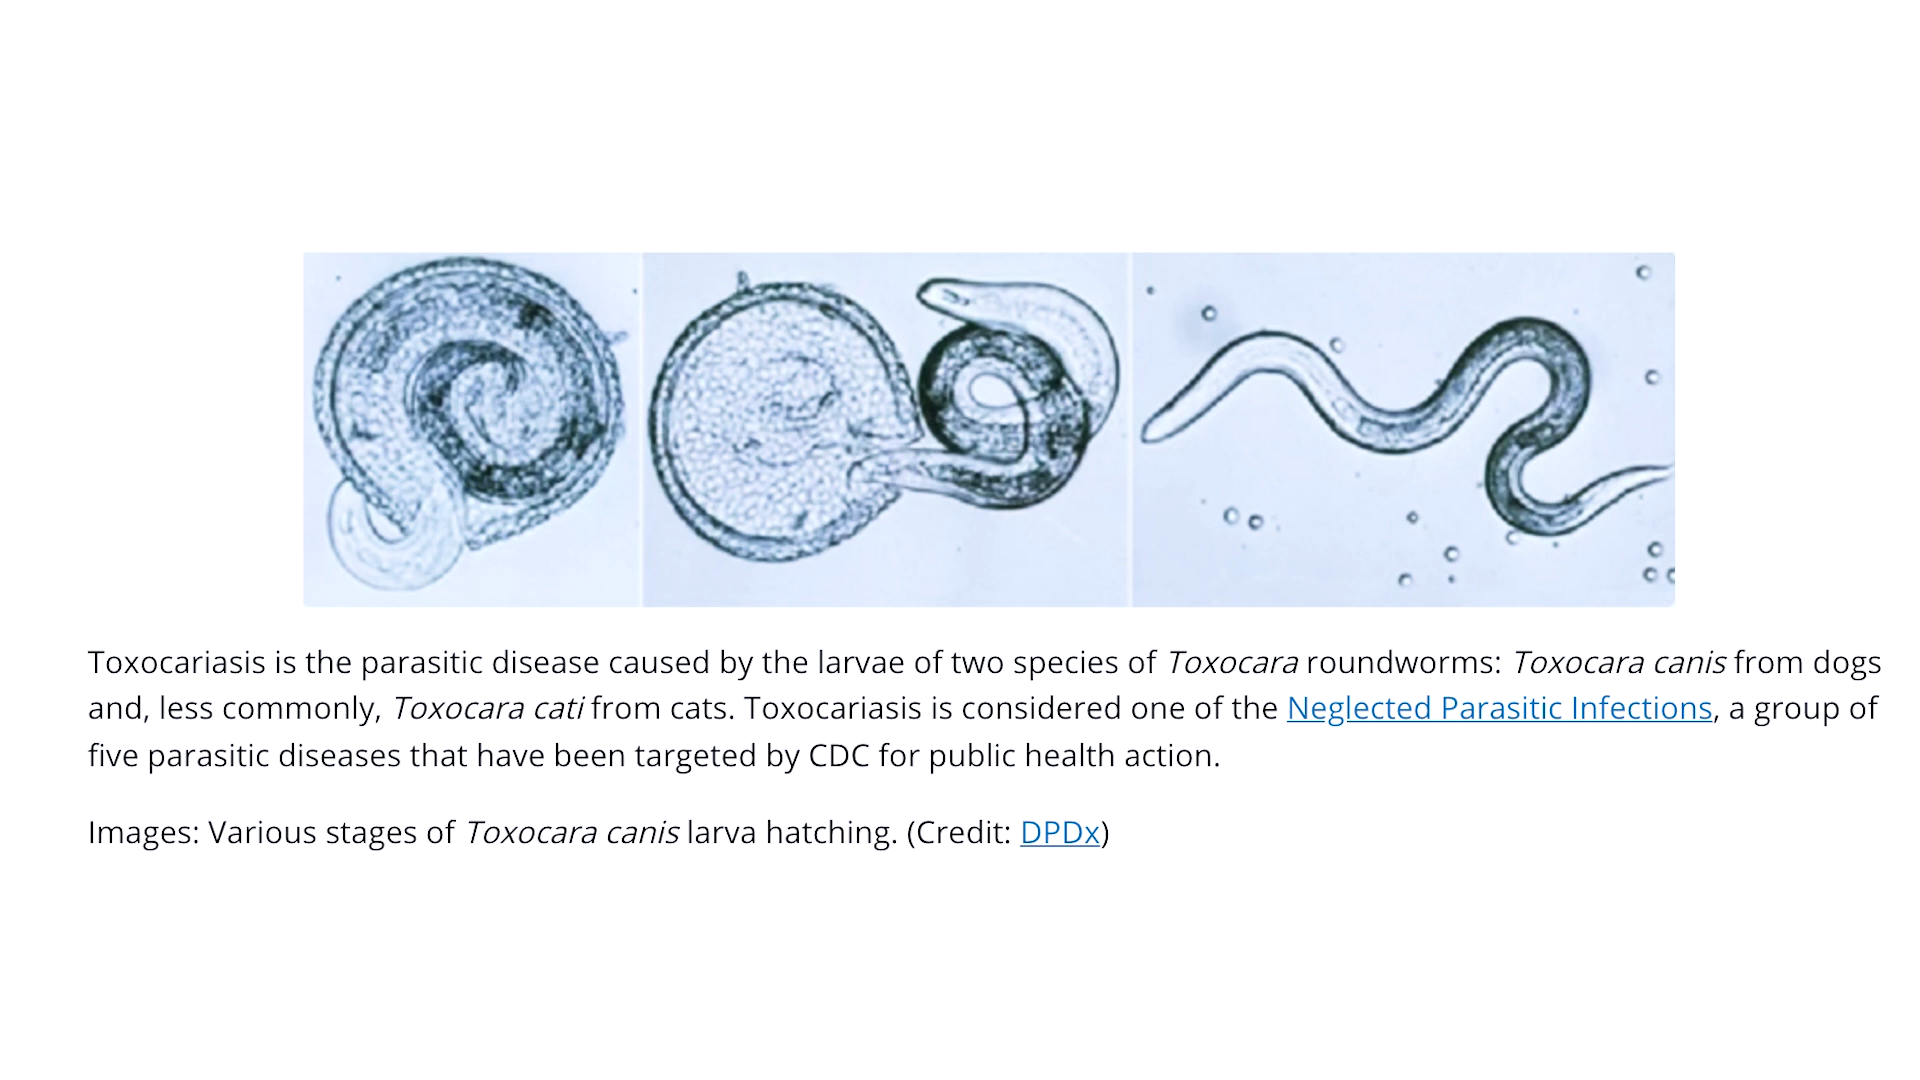 Toxocariasis is the parasitic disease caused by the larvae of two species of Toxocara roundworms: Toxocara canis from dogs
and, less commonly, Toxocara cati from cats. Toxocariasis is considered one of the Neglected Parasitic Infections, a group of
five parasitic diseases that have been targeted by CDC for public health action.
Images: Various stages of Toxocara canis larva hatching. (Credit: DPDx)